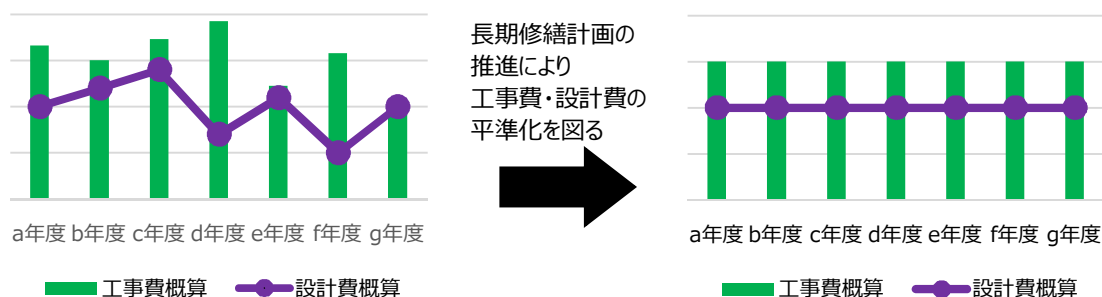 長期修繕計画の
推進により
工事費・設計費の
平準化を図る
a年度 b年度 c年度 d年度 e年度 f年度 g年度
工事費概算 設計費概算
a年度 b年度 c年度 d年度 e年度 f年度 g年度
工事費概算 設計費概算